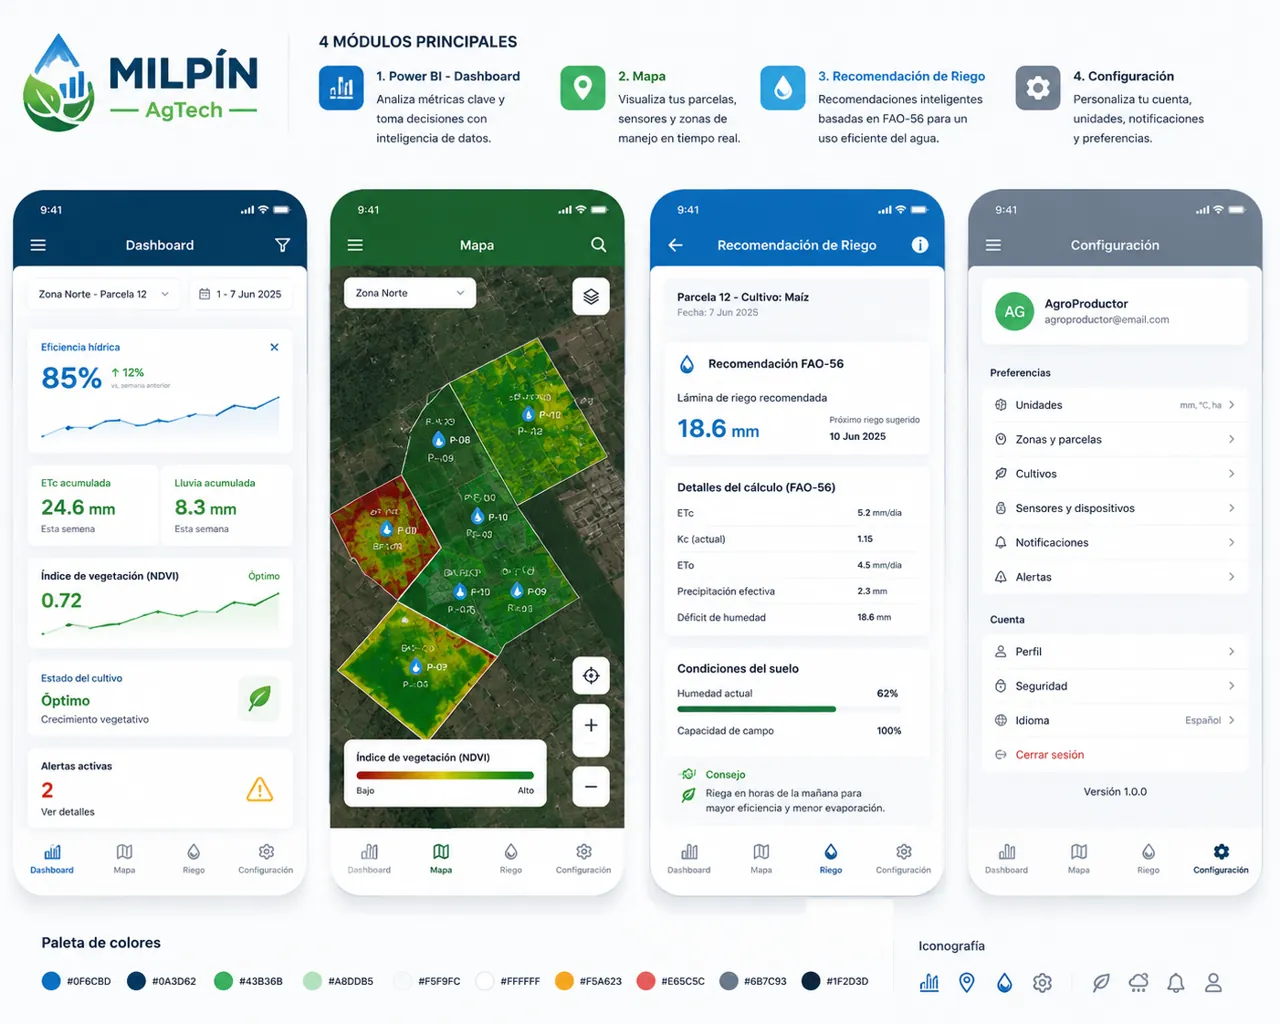 MILPÍN
AgTech
4 MÓDULOS PRINCIPALES
1. Power BI - Dashboard
Analiza métricas clave y
toma decisiones con
inteligencia de datos.
2. Mapa
Visualiza tus parcelas,
sensores y zonas de
manejo en tiempo real.
3. Recomendación de Riego
Recomendaciones inteligentes
basadas en FAO-56 para un
uso eficiente del agua.
4. Configuración
Personaliza tu cuenta,
unidades, notificaciones
y preferencias.
9:41
Dashboard
Zona Norte - Parcela 12
1 - 7 Jun 2025
Eficiencia hídrica
85%
↑ 12%
vs. semana anterior
ETc acumulada
24.6 mm
Esta semena
Lluvia acumulada
8.3 mm
Esta semana
Índice de vegetación (NDVI)
Óptimo
0.72
Estado del cultivo
Óptimo
Crecimiento vegetativo
Alertas activas
2
Ver detalles
Dashboard
Mapa
Riego
Configuración
9:41
Mapa
Zona Norte
P-08
P-10
P-10
P-09
Índice de vegetación (NDVI)
Bajo
Alto
Dashboard
Mapa
Riego
Configuración
9:41
Recomendación de Riego
Parcela 12 - Cultivo: Maíz
Fecha: 7 Jun 2025
Recomendación FAO-56
Lámina de riego recomendada
18.6 mm
Próximo riego sugerido
10 Jun 2025
Detalles del cálculo (FAO-56)
ETc 5.2 mm/día
Kc (actual) 1.15
ETo 4.5 mm/día
Precipitación efectiva 2.3 mm
Déficit de humedad 18.6 mm
Condiciones del suelo
Humedad actual 62%
Capacidad de campo 100%
Consejo
Riega en horas de la mañana para
mayor eficiencia y menor evaporación.
Dashboard
Mapa
Riego
Configuración
9:41
Configuración
AG
AgroProductor
agroproductor@email.com
Preferencias
Unidades mm, °C, ha
Zonas y parcelas
Cultivos
Sensores y dispositivos
Notificaciones
Alertas
Cuenta
Perfil
Seguridad
Idioma Español
Cerrar sesión
Versión 1.0.0
Dashboard
Mapa
Riego
Configuración
Paleta de colores
#0F6CBD
#0A3D62
#43B36B
#A8DDB5
#F5F9FC
#FFFFFF
#F5A623
#E65C5C
#6B7C93
#1F2D3D
Iconografía